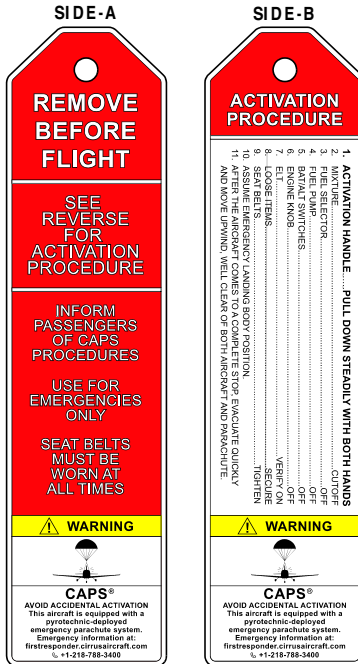 SIDE-A
REMOVE
BEFORE
FLIGHT
SEE
REVERSE
FOR
ACTIVATION
PROCEDURE
INFORM
PASSENGERS
OF CAPS
PROCEDURES
USE FOR
EMERGENCIES
ONLY
SEAT BELTS
MUST BE
WORN AT
ALL TIMES
⚠ WARNING
CAPS®
AVOID ACCIDENTAL ACTIVATION
This aircraft is equipped with a
pyrotechnic-deployed
emergency parachute system.
Emergency information at:
firstresponder.cirrusaircraft.com
+1-218-788-3400
SIDE-B
ACTIVATION
PROCEDURE
1. ACTIVATION HANDLE ....PULL DOWN STEADILY WITH BOTH HANDS
2. MIXTURE..........CUTOFF
3. FUEL SELECTOR..........OFF
4. FUEL PUMP..........OFF
5. BAT/ALT SWITCHES..........OFF
6. ENGINE KNOB..........OFF
7. ELT..........VERIFY ON
8. LOOSE ITEMS..........SECURE
9. SEAT BELTS..........TIGHTEN
10. ASSUME EMERGENCY LANDING BODY POSITION.
11. AFTER THE AIRCRAFT COMES TO A COMPLETE STOP, EVACUATE QUICKLY
AND MOVE UPWIND, WELL CLEAR OF BOTH AIRCRAFT AND PARACHUTE.
⚠ WARNING
CAPS®
AVOID ACCIDENTAL ACTIVATION
This aircraft is equipped with a
pyrotechnic-deployed
emergency parachute system.
Emergency information at:
firstresponder.cirrusaircraft.com
+1-218-788-3400